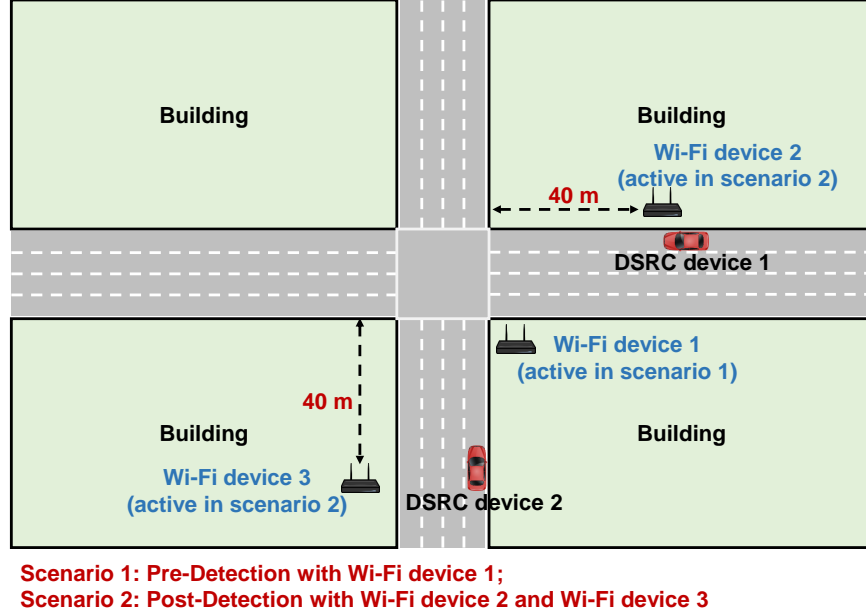 Building
Building
Wi-Fi device 2
(active in scenario 2)
40 m
DSRC device 1
Wi-Fi device 1
(active in scenario 1)
40 m
Building
Building
Wi-Fi device 3
(active in scenario 2)
DSRC device 2
Scenario 1: Pre-Detection with Wi-Fi device 1;
Scenario 2: Post-Detection with Wi-Fi device 2 and Wi-Fi device 3